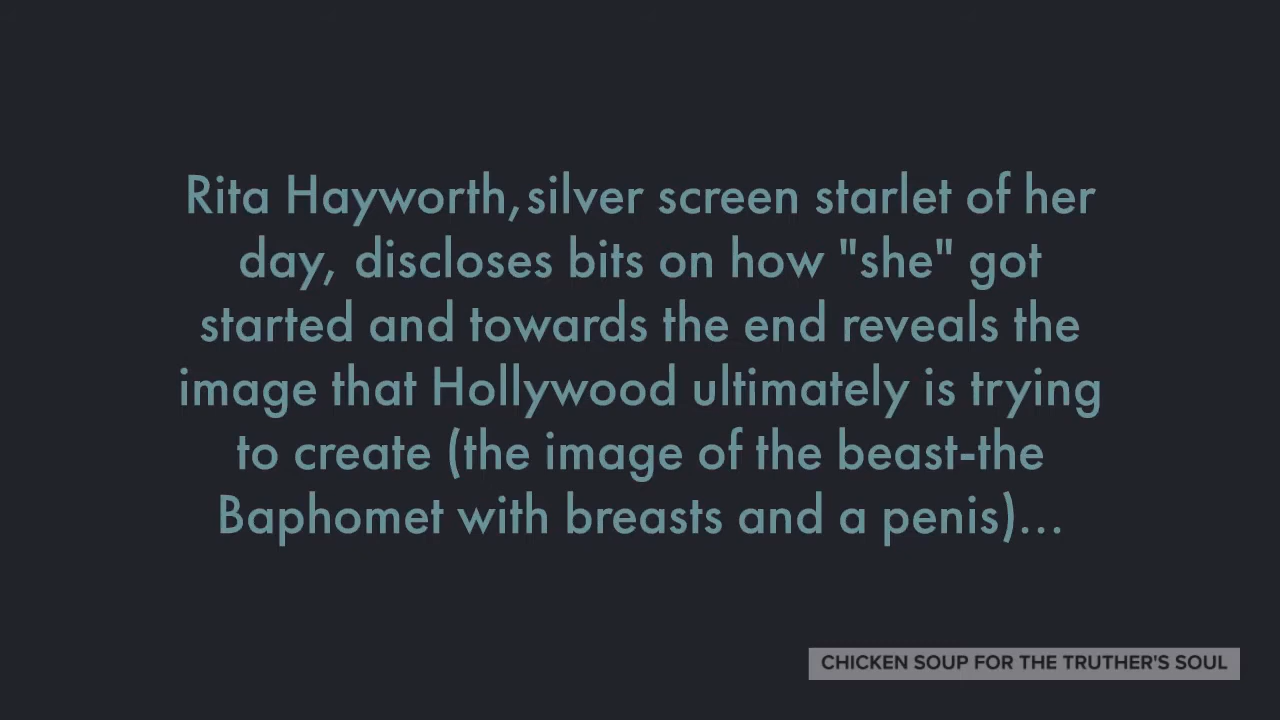 Rita Hayworth, silver screen starlet of her
day, discloses bits on how "she" got
started and towards the end reveals the
image that Hollywood ultimately is trying
to create (the image of the beast-the
Baphomet with breasts and a penis)...
CHICKEN SOUP FOR THE TRUTHER'S SOUL